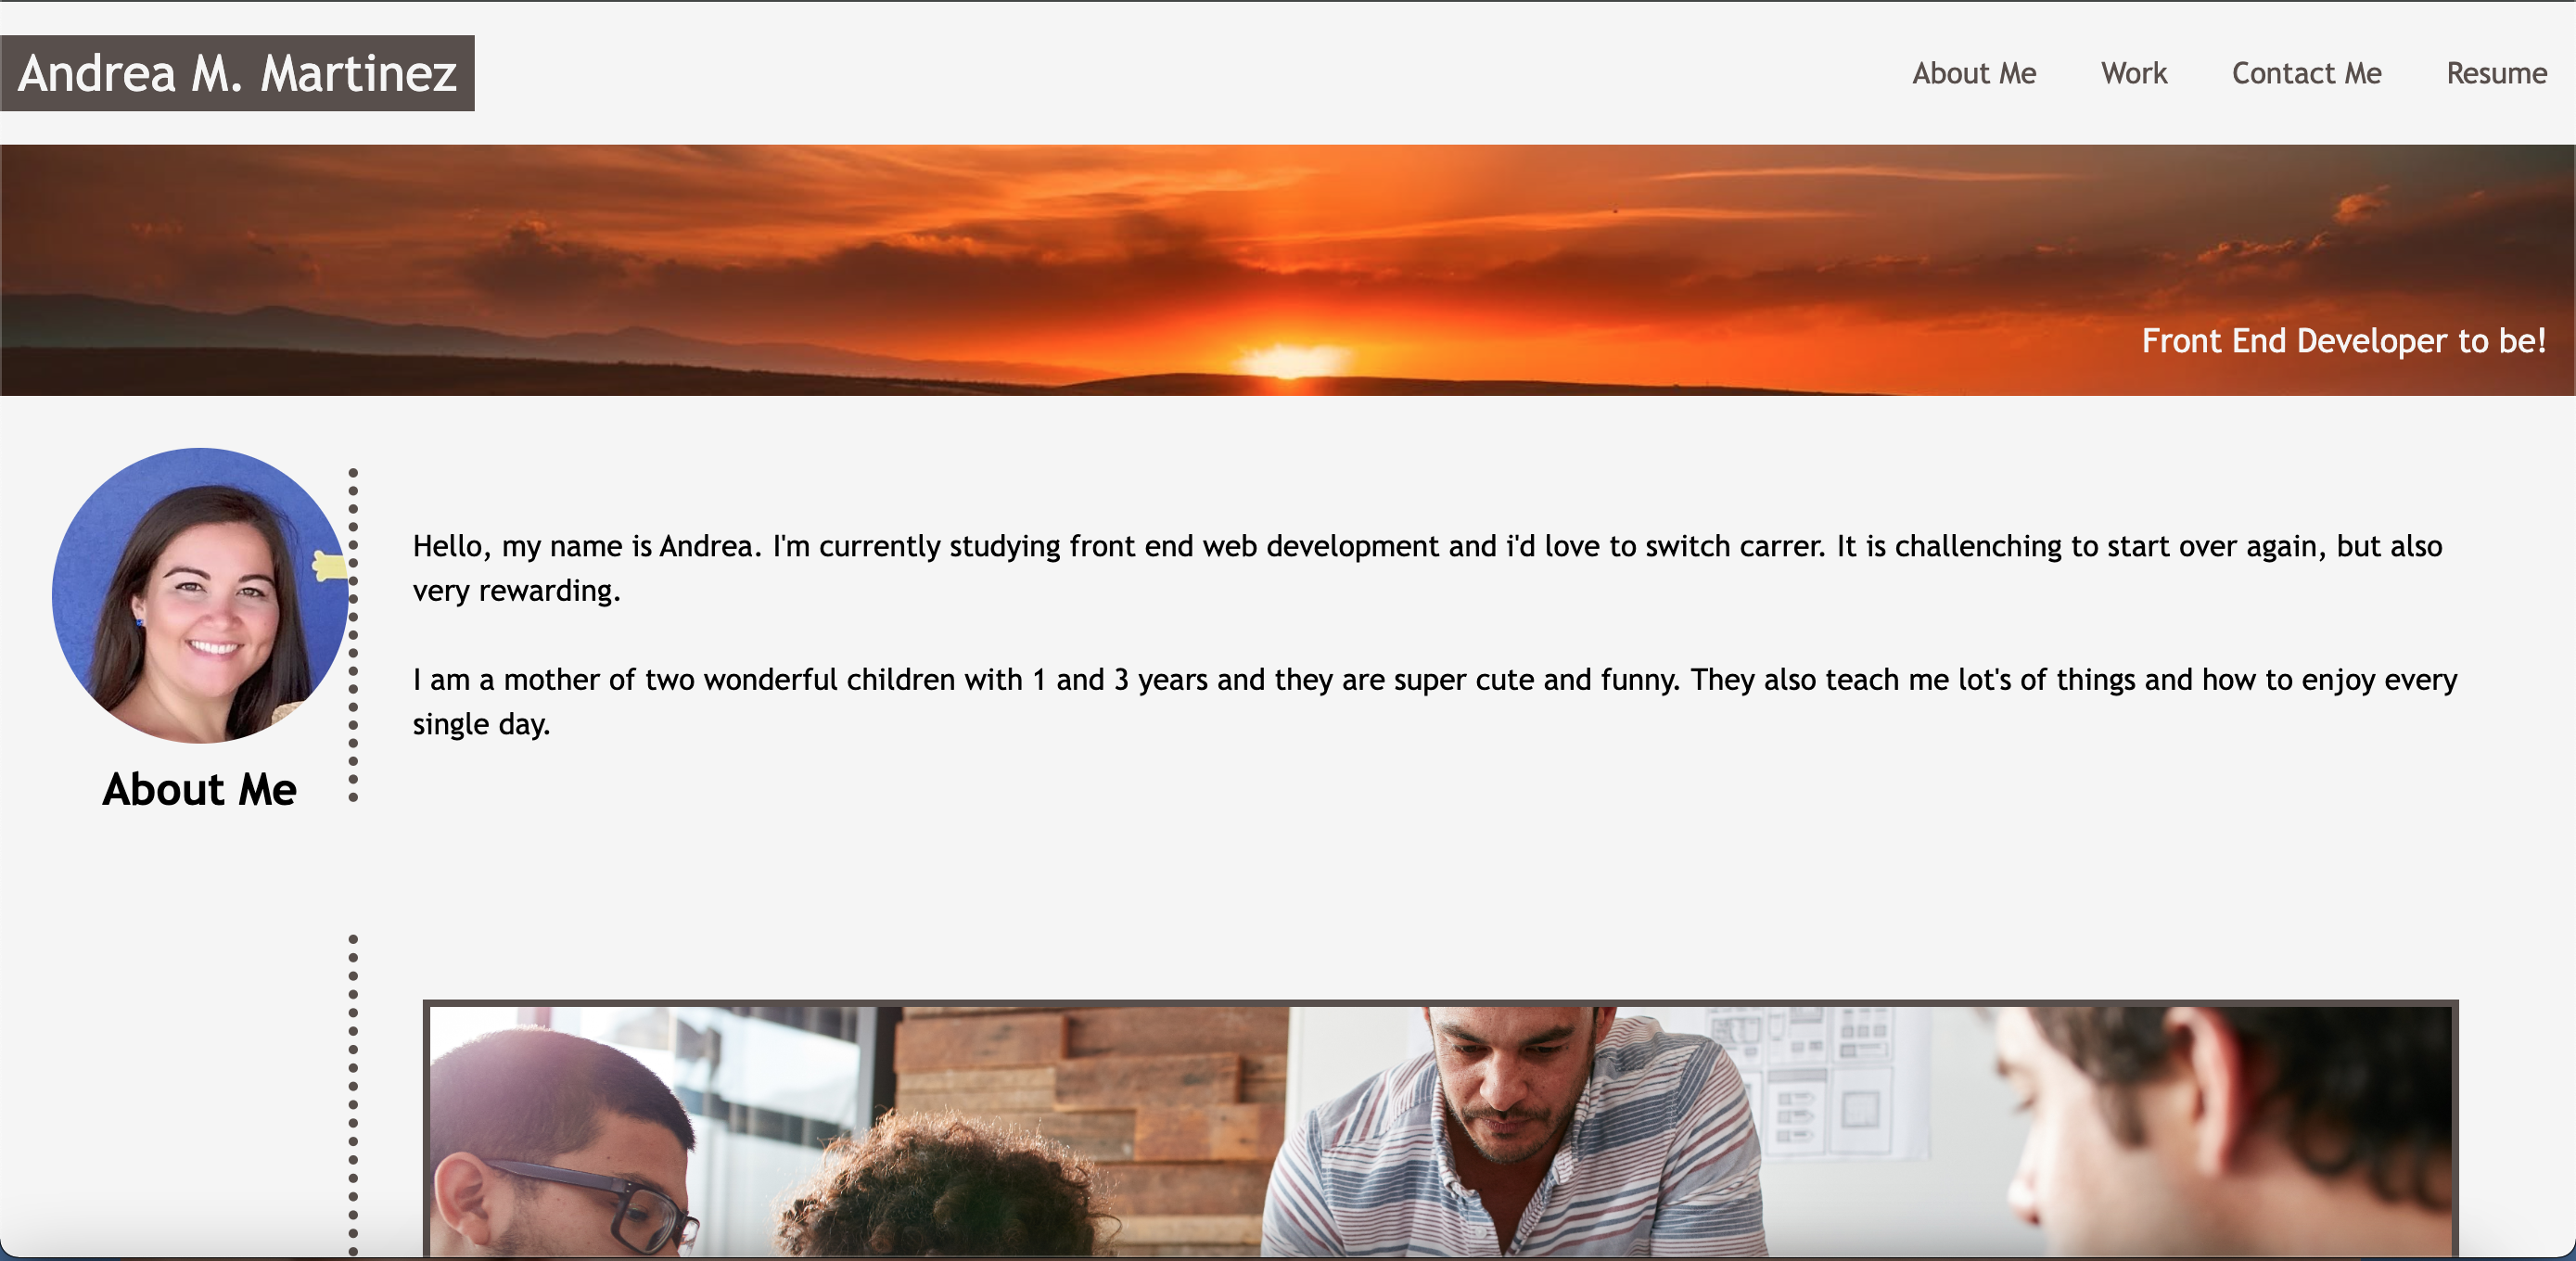 Andrea M. Martinez
About Me Work Contact Me Resume
Front End Developer to be!
Hello, my name is Andrea. I'm currently studying front end web development and i'd love to switch carrer. It is challenching to start over again, but also
very rewarding.
I am a mother of two wonderful children with 1 and 3 years and they are super cute and funny. They also teach me lot's of things and how to enjoy every
single day.
About Me